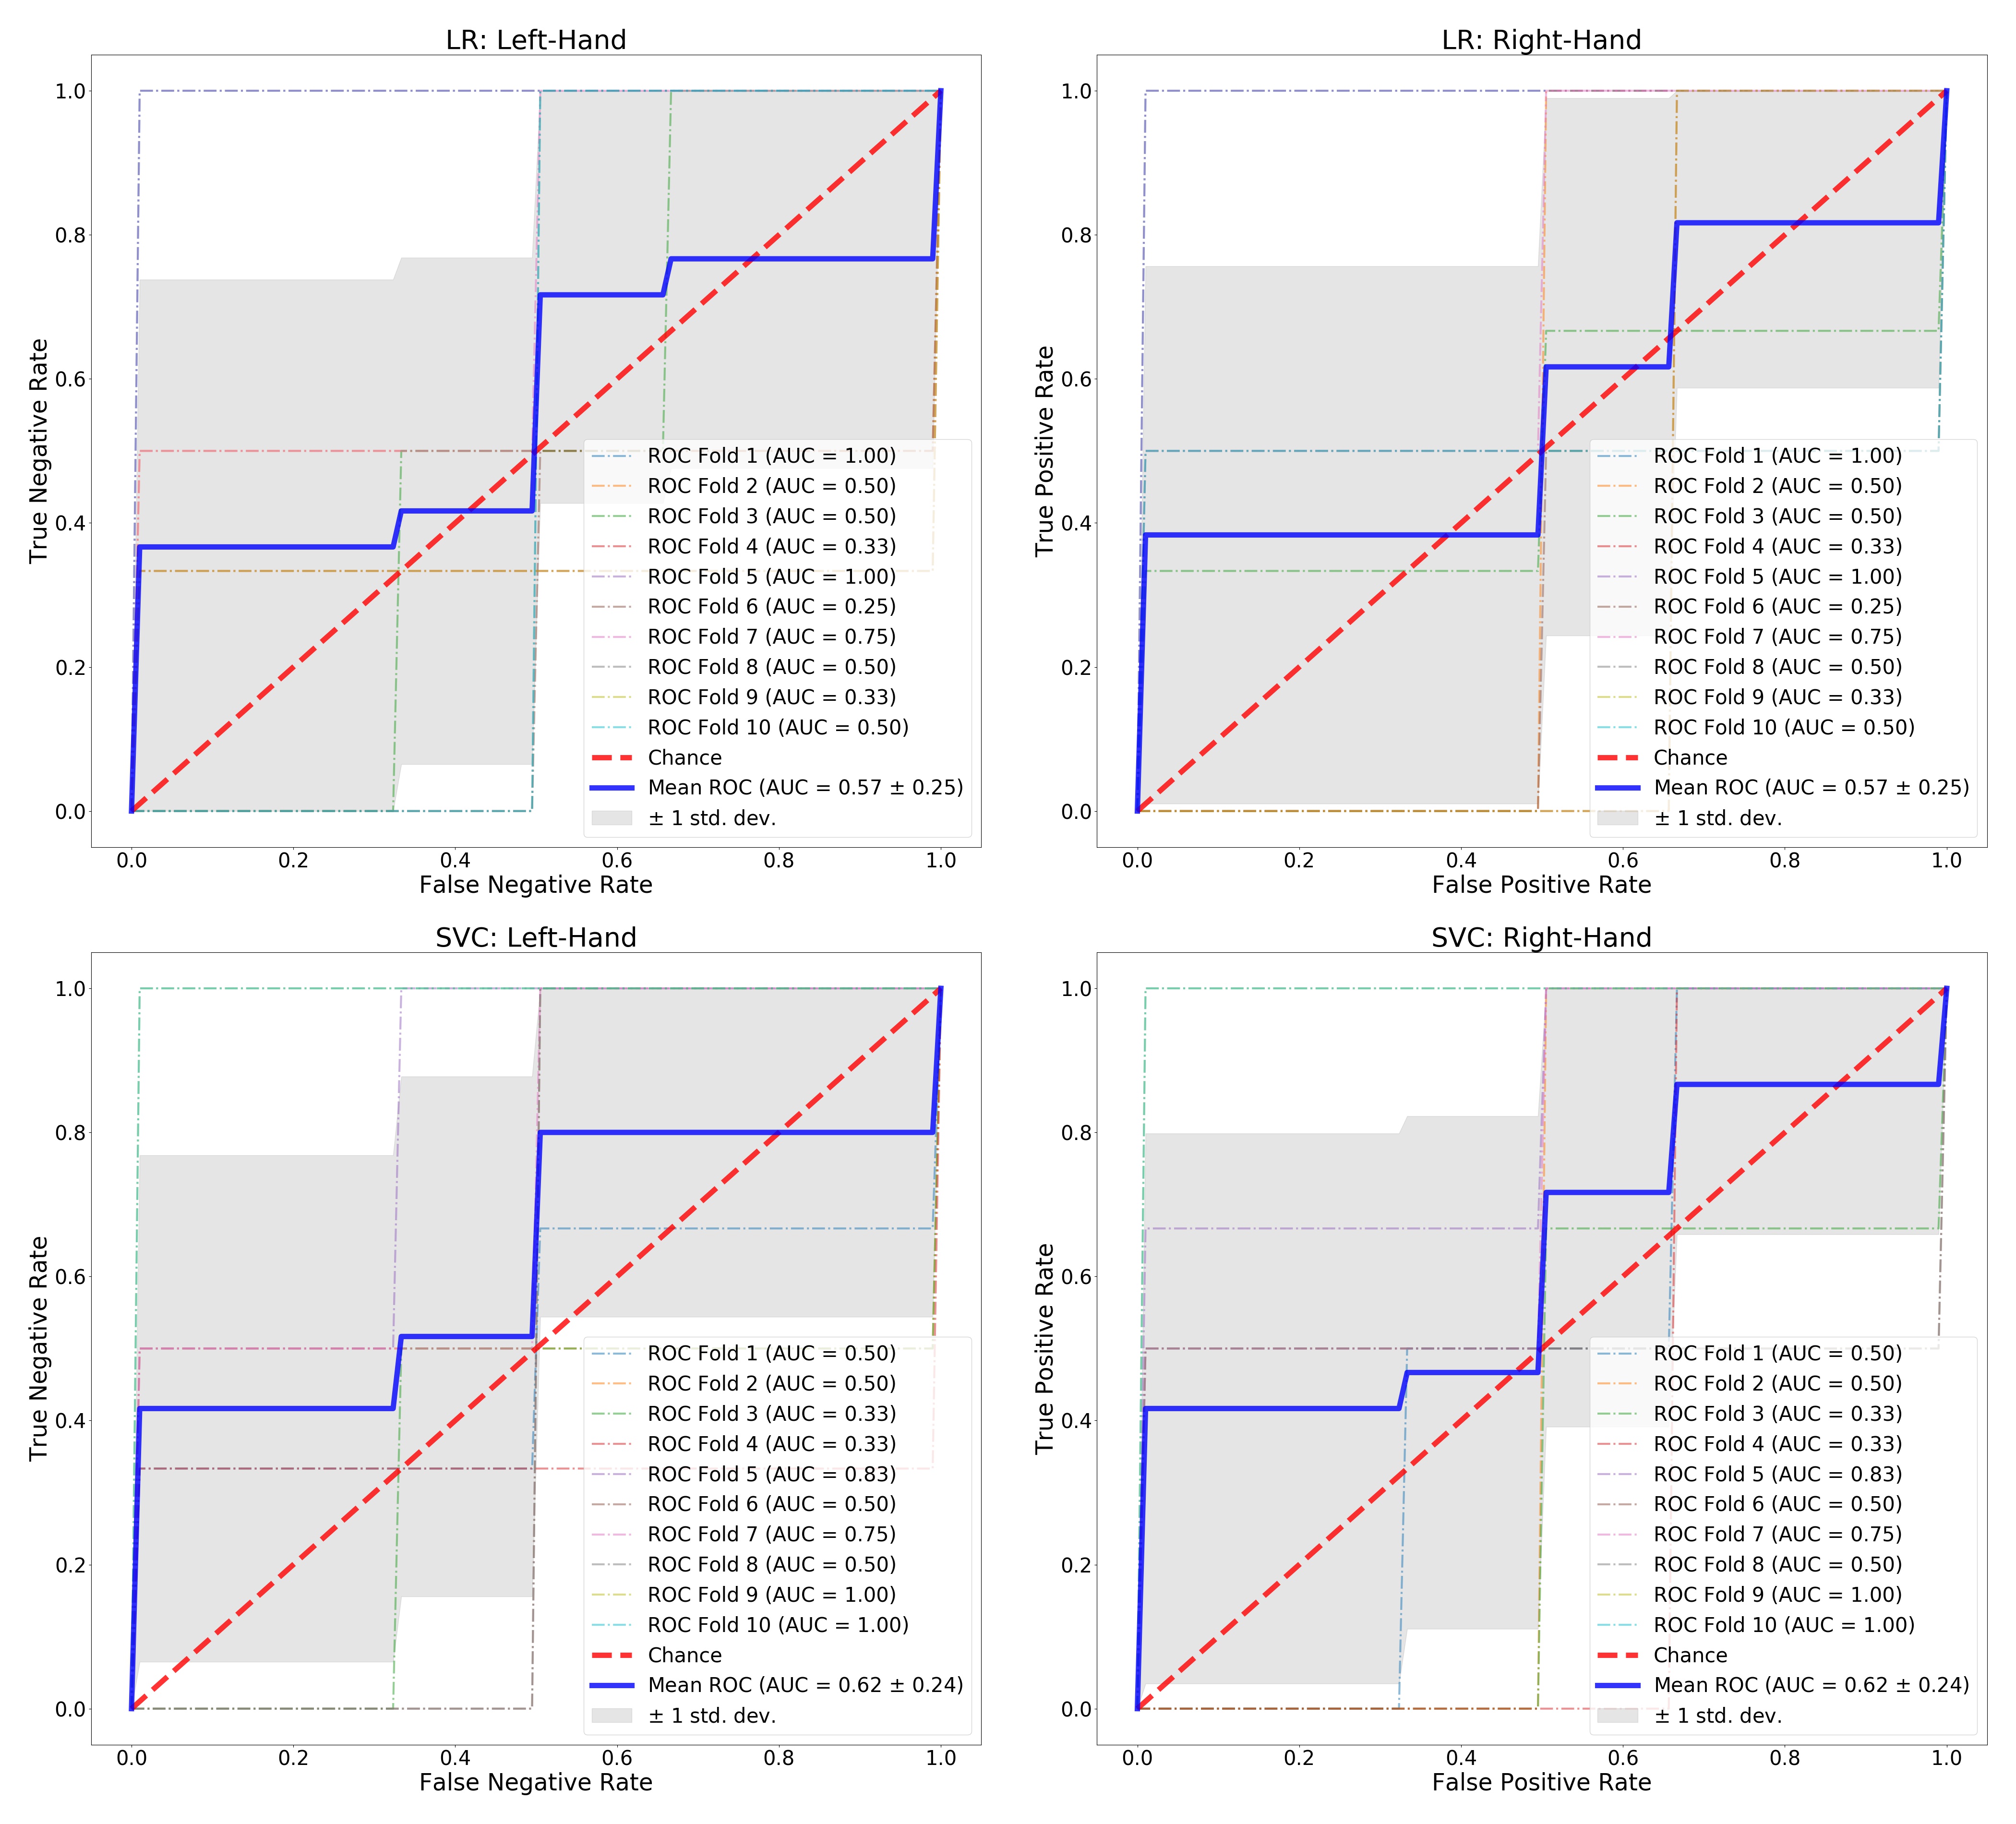 LR: Left-Hand
True Negative Rate
1.0
0.8
0.6
0.4
0.2
0.0
ROC Fold 1 (AUC = 1.00)
ROC Fold 2 (AUC = 0.50)
ROC Fold 3 (AUC = 0.50)
ROC Fold 4 (AUC = 0.33)
ROC Fold 5 (AUC = 1.00)
ROC Fold 6 (AUC = 0.25)
ROC Fold 7 (AUC = 0.75)
ROC Fold 8 (AUC = 0.50)
ROC Fold 9 (AUC = 0.33)
ROC Fold 10 (AUC = 0.50)
Chance
Mean ROC (AUC = 0.57 ± 0.25)
± 1 std. dev.
0.0 0.2 0.4 0.6 0.8 1.0
False Negative Rate
LR: Right-Hand
True Positive Rate
1.0
0.8
0.6
0.4
0.2
0.0
ROC Fold 1 (AUC = 1.00)
ROC Fold 2 (AUC = 0.50)
ROC Fold 3 (AUC = 0.50)
ROC Fold 4 (AUC = 0.33)
ROC Fold 5 (AUC = 1.00)
ROC Fold 6 (AUC = 0.25)
ROC Fold 7 (AUC = 0.75)
ROC Fold 8 (AUC = 0.50)
ROC Fold 9 (AUC = 0.33)
ROC Fold 10 (AUC = 0.50)
Chance
Mean ROC (AUC = 0.57 ± 0.25)
± 1 std. dev.
0.0 0.2 0.4 0.6 0.8 1.0
False Positive Rate
SVC: Left-Hand
True Negative Rate
1.0
0.8
0.6
0.4
0.2
0.0
ROC Fold 1 (AUC = 0.50)
ROC Fold 2 (AUC = 0.50)
ROC Fold 3 (AUC = 0.33)
ROC Fold 4 (AUC = 0.33)
ROC Fold 5 (AUC = 0.83)
ROC Fold 6 (AUC = 0.50)
ROC Fold 7 (AUC = 0.75)
ROC Fold 8 (AUC = 0.50)
ROC Fold 9 (AUC = 1.00)
ROC Fold 10 (AUC = 1.00)
Chance
Mean ROC (AUC = 0.62 ± 0.24)
± 1 std. dev.
0.0 0.2 0.4 0.6 0.8 1.0
False Negative Rate
SVC: Right-Hand
True Positive Rate
1.0
0.8
0.6
0.4
0.2
0.0
ROC Fold 1 (AUC = 0.50)
ROC Fold 2 (AUC = 0.50)
ROC Fold 3 (AUC = 0.33)
ROC Fold 4 (AUC = 0.33)
ROC Fold 5 (AUC = 0.83)
ROC Fold 6 (AUC = 0.50)
ROC Fold 7 (AUC = 0.75)
ROC Fold 8 (AUC = 0.50)
ROC Fold 9 (AUC = 1.00)
ROC Fold 10 (AUC = 1.00)
Chance
Mean ROC (AUC = 0.62 ± 0.24)
± 1 std. dev.
0.0 0.2 0.4 0.6 0.8 1.0
False Positive Rate